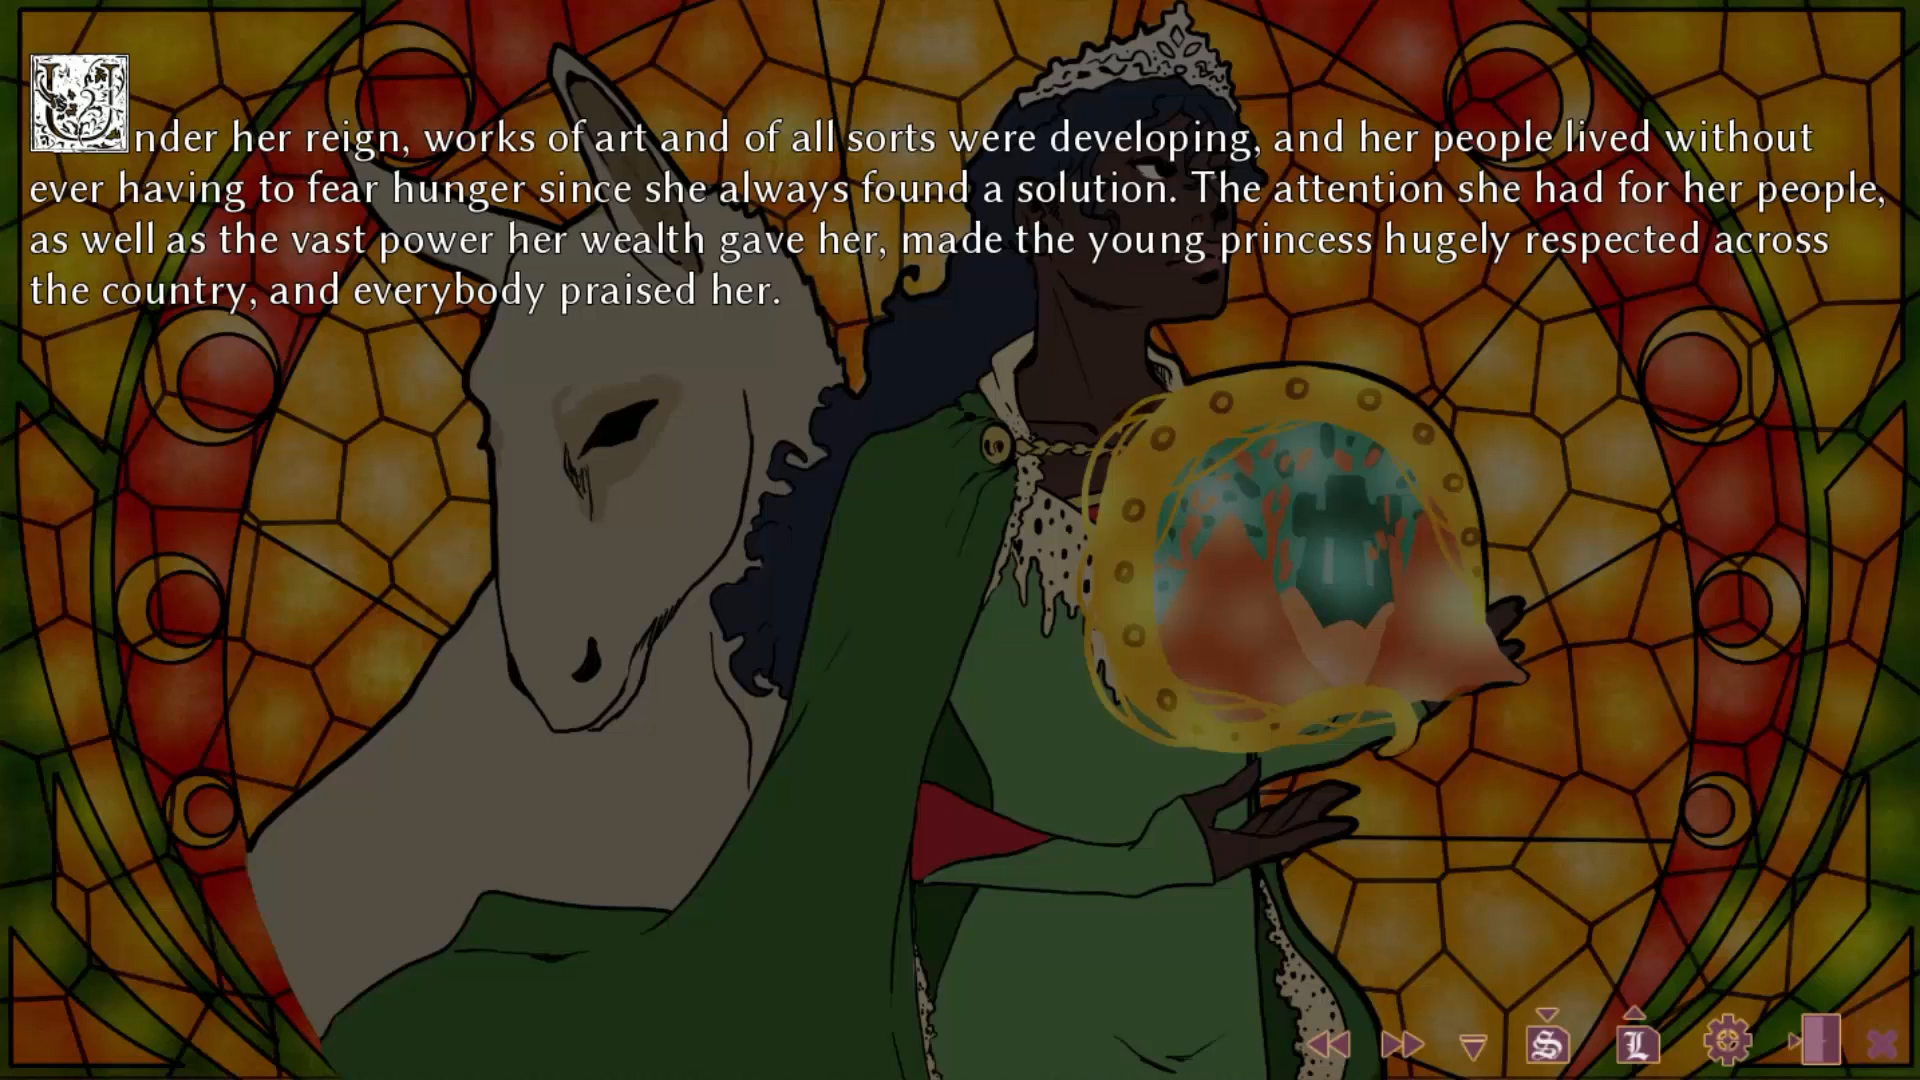 Under her reign, works of art and of all sorts were developing, and her people lived without
ever having to fear hunger since she always found a solution. The attention she had for her people,
as well as the vast power her wealth gave her, made the young princess hugely respected across
the country, and everybody praised her.
S
L